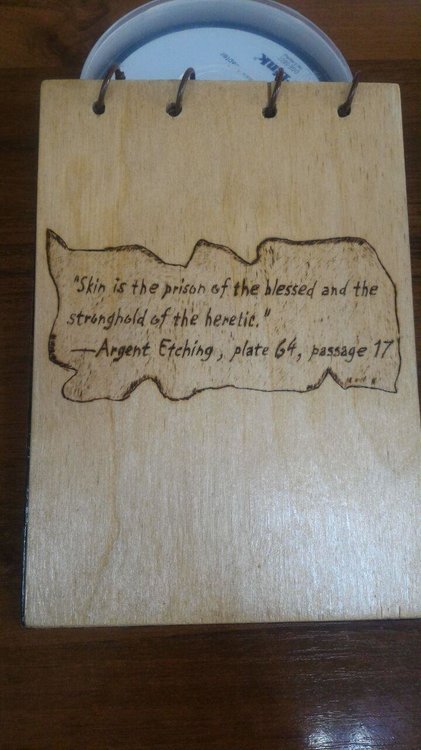 "Skin is the prison of the blessed and the
stronghold of the heretic."
—Argent Etching, plate 64, passage 17